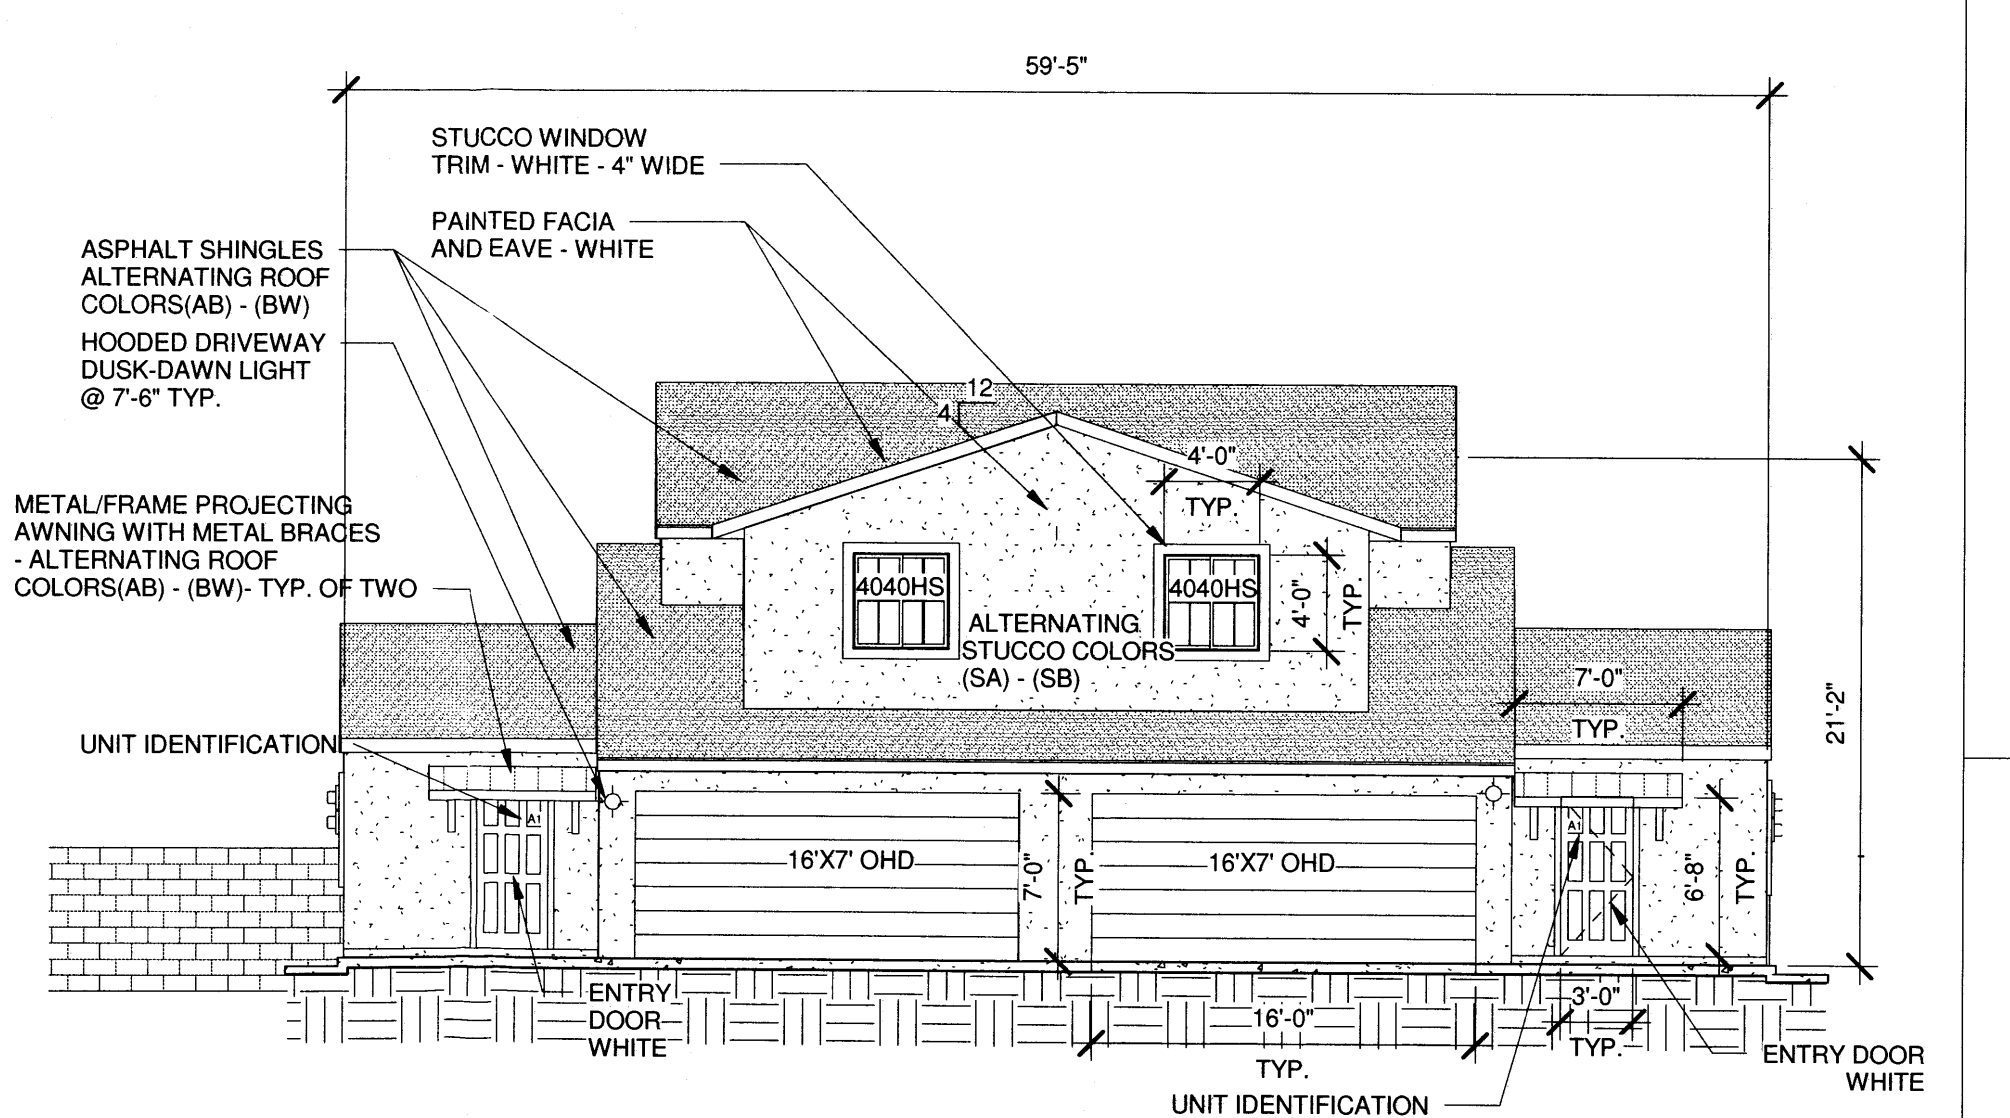 59'-5"
STUCCO WINDOW
TRIM - WHITE - 4" WIDE
PAINTED FACIA
AND EAVE - WHITE
ASPHALT SHINGLES
ALTERNATING ROOF
COLORS(AB) - (BW)
HOODED DRIVEWAY
DUSK-DAWN LIGHT
@ 7'-6" TYP.
METAL/FRAME PROJECTING
AWNING WITH METAL BRACES
- ALTERNATING ROOF
COLORS(AB) - (BW)- TYP. OF TWO
UNIT IDENTIFICATION
12
4
4'-0"
TYP.
4040HS
4040HS
4'-0"
TYP.
ALTERNATING
STUCCO COLORS
(SA) - (SB)
7'-0"
TYP.
21'-2"
A1
16'X7' OHD
7'-0"
TYP.
16'X7' OHD
A1
6'-8"
TYP.
ENTRY
DOOR
WHITE
16'-0"
TYP.
3'-0"
TYP.
ENTRY DOOR
WHITE
UNIT IDENTIFICATION